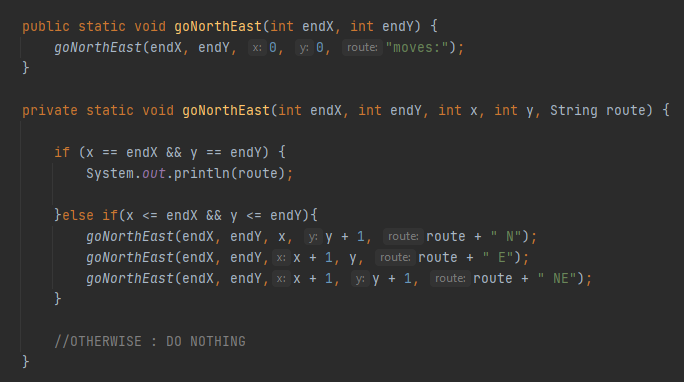 public static void goNorthEast(int endX, int endY) {
goNorthEast(endX, endY, x: 0, y: 0, route: "moves:");
}
private static void goNorthEast(int endX, int endY, int x, int y, String route) {
if (x == endX && y == endY) {
System.out.println(route);
}else if(x <= endX && y <= endY){
goNorthEast(endX, endY, x, y: y + 1, route: route + " N");
goNorthEast(endX, endY, x: x + 1, y, route: route + " E");
goNorthEast(endX, endY, x: x + 1, y: y + 1, route: route + " NE");
}
//OTHERWISE : DO NOTHING
}